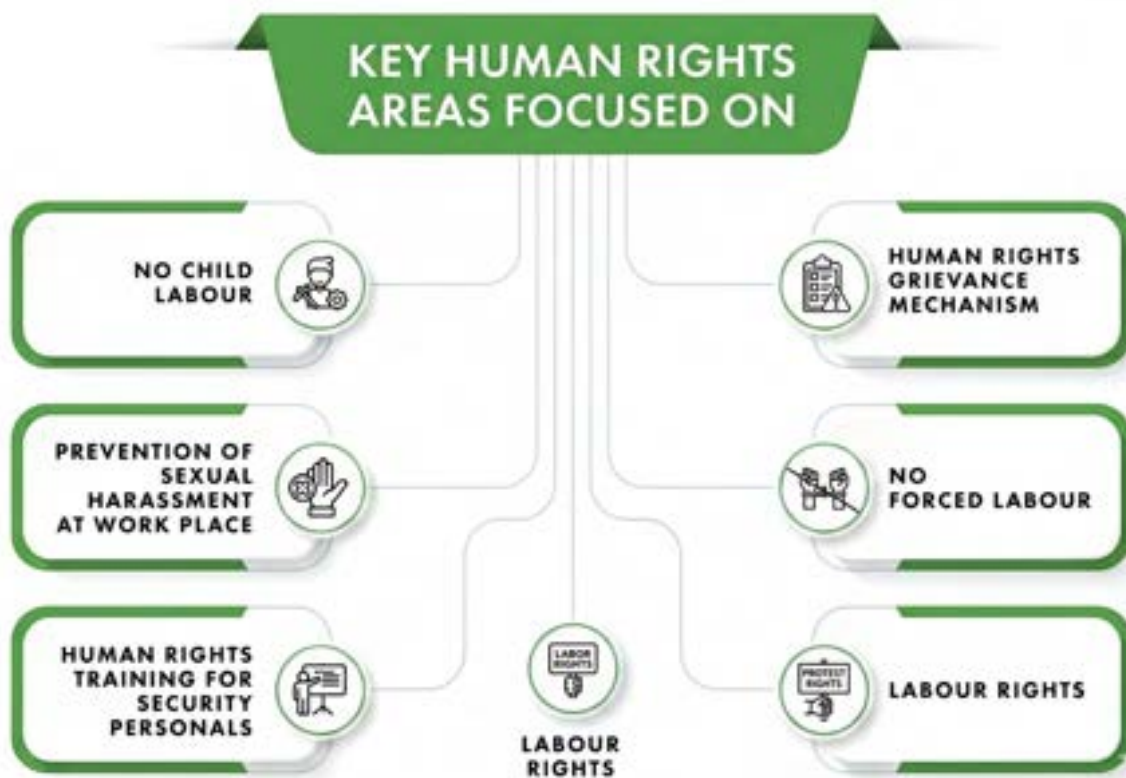 KEY HUMAN RIGHTS
AREAS FOCUSED ON
NO CHILD
LABOUR
HUMAN RIGHTS
GRIEVANCE
MECHANISM
PREVENTION OF
SEXUAL
HARASSMENT
AT WORK PLACE
NO
FORCED LABOUR
HUMAN RIGHTS
TRAINING FOR
SECURITY
PERSONALS
LABOR
RIGHTS
LABOUR
RIGHTS
PROTEST
RIGHTS
LABOUR RIGHTS